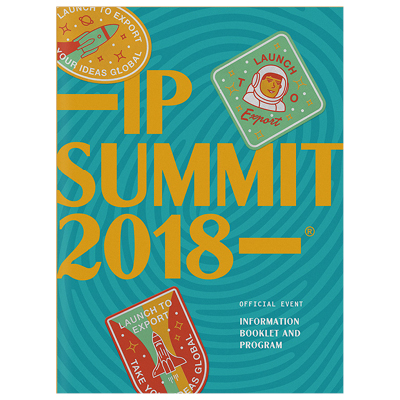 LAUNCH TO EXPORT
YOUR IDEAS GLOBAL
LAUNCH
TO
Export
—IP
SUMMIT
2018—®
OFFICIAL EVENT
INFORMATION
BOOKLET AND
PROGRAM
LAUNCH TO
EXPORT
TAKE YOUR IDEAS GLOBAL